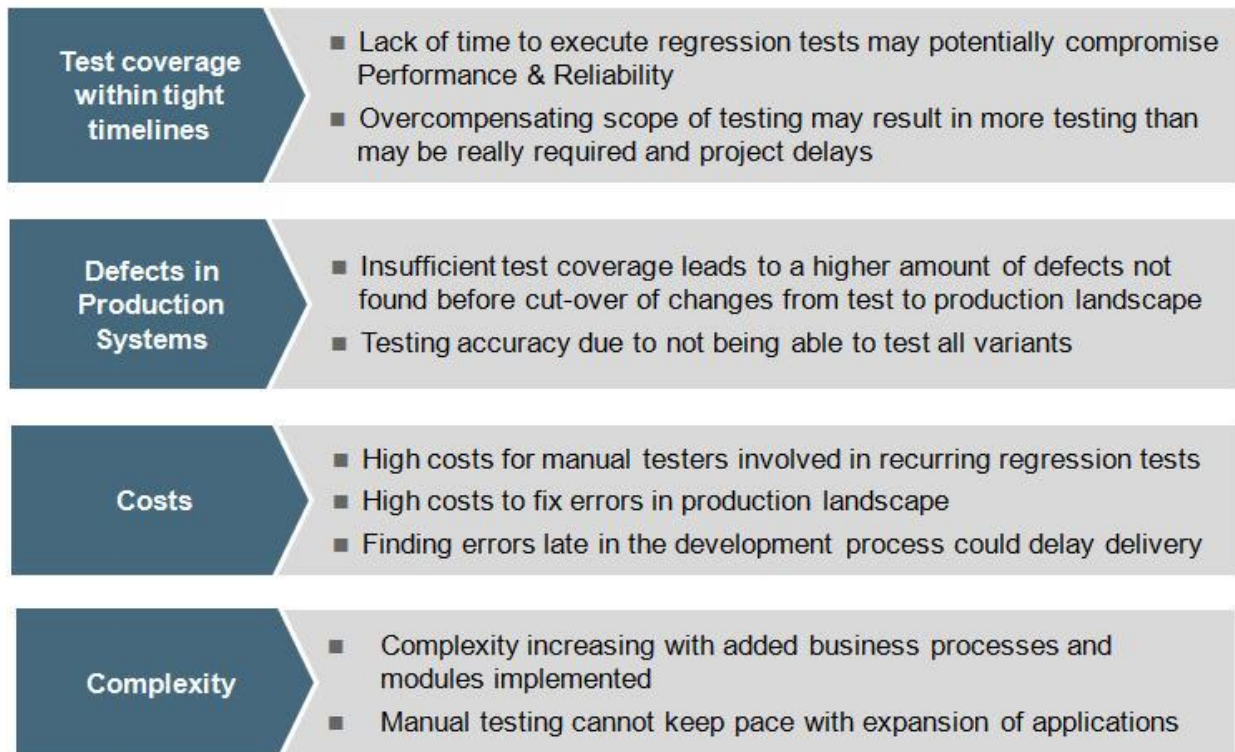 Test coverage
within tight
timelines
■ Lack of time to execute regression tests may potentially compromise
Performance & Reliability
■ Overcompensating scope of testing may result in more testing than
may be really required and project delays
Defects in
Production
Systems
■ Insufficient test coverage leads to a higher amount of defects not
found before cut-over of changes from test to production landscape
■ Testing accuracy due to not being able to test all variants
Costs
■ High costs for manual testers involved in recurring regression tests
■ High costs to fix errors in production landscape
■ Finding errors late in the development process could delay delivery
Complexity
■ Complexity increasing with added business processes and
modules implemented
■ Manual testing cannot keep pace with expansion of applications